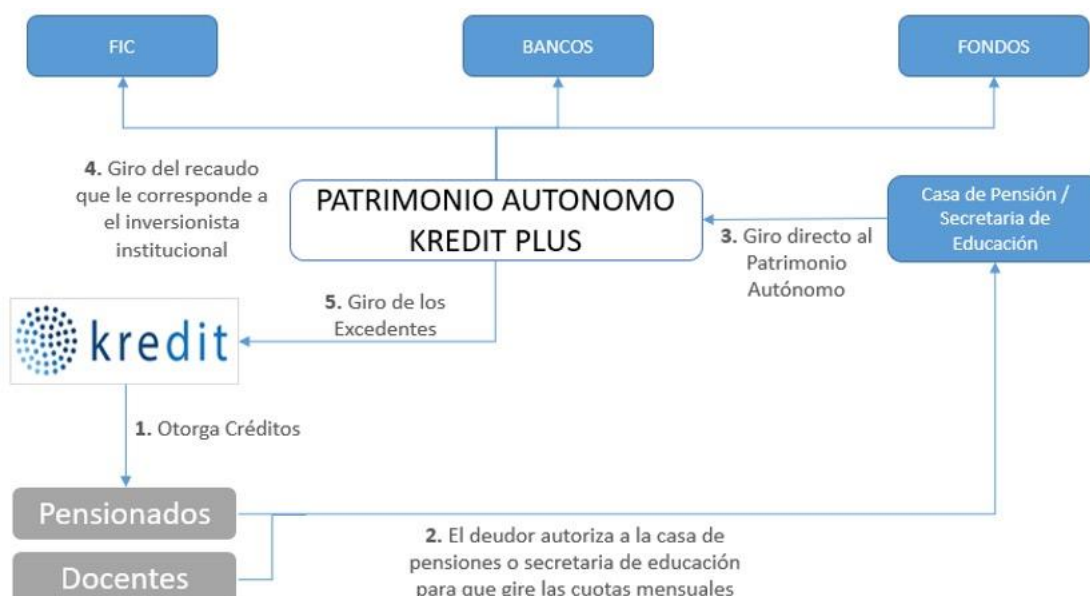 FIC
BANCOS
FONDOS
4. Giro del recaudo
que le corresponde a
el inversionista
institucional
PATRIMONIO AUTONOMO
KREDIT PLUS
Casa de Pensión /
Secretaria de
Educación
3. Giro directo al
Patrimonio
Autónomo
5. Giro de los
Excedentes
kredit
1. Otorga Créditos
Pensionados
Docentes
2. El deudor autoriza a la casa de
pensiones o secretaria de educación
para que gire las cuotas mensuales